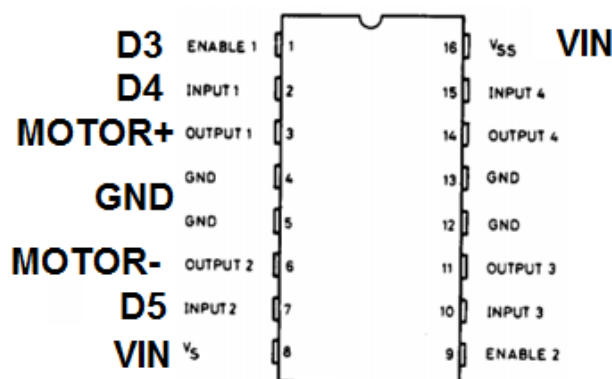 D3 ENABLE 1 1 16 VSS VIN
D4 INPUT 1 2 15 INPUT 4
MOTOR+ OUTPUT 1 3 14 OUTPUT 4
GND 4 13 GND
GND
GND 5 12 GND
MOTOR- OUTPUT 2 6 11 OUTPUT 3
D5 INPUT 2 7 10 INPUT 3
VIN VS 8 9 ENABLE 2